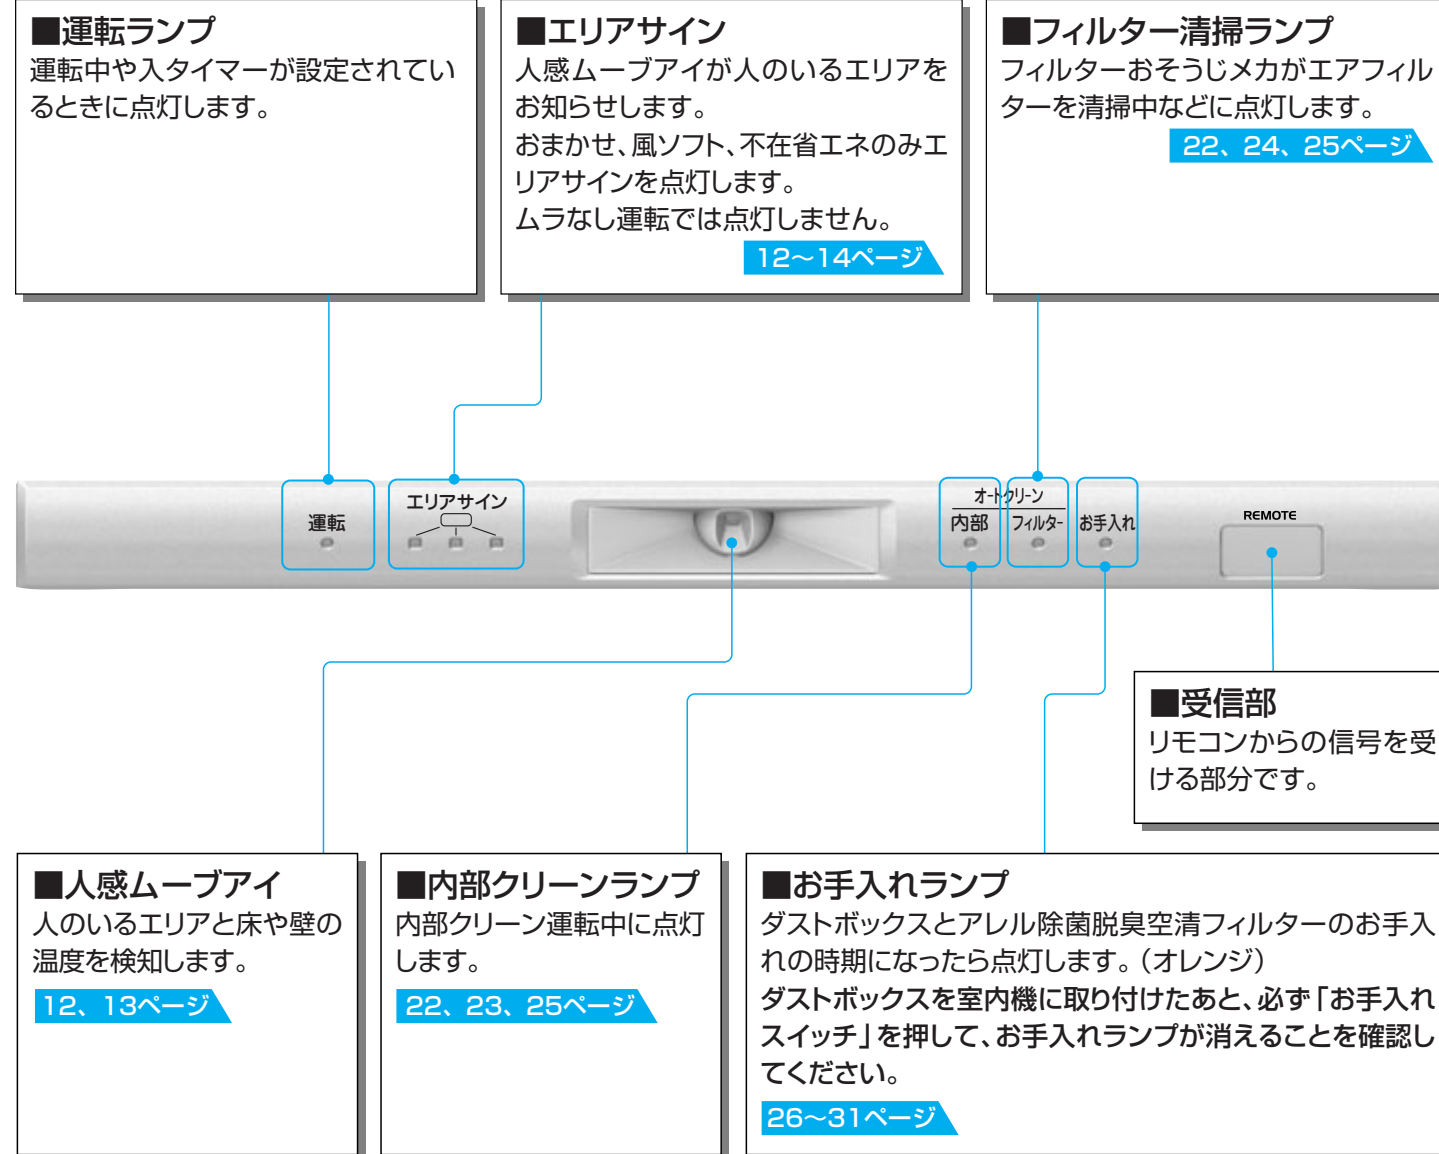 ■運転ランプ
運転中や入タイマーが設定されてい
るときに点灯します。
■エリアサイン
人感ムーブアイが人のいるエリアを
お知らせします。
おまかせ、風ソフト、不在省エネのみエ
リアサインを点灯します。
ムラなし運転では点灯しません。
12～14ページ
■フィルター清掃ランプ
フィルターおそうじメカがエアフィル
ターを清掃中などに点灯します。
22、24、25ページ
運転
エリアサイン
オートクリーン
内部
フィルター
お手入れ
REMOTE
■受信部
リモコンからの信号を受
ける部分です。
■人感ムーブアイ
人のいるエリアと床や壁の
温度を検知します。
12、13ページ
■内部クリーンランプ
内部クリーン運転中に点灯
します。
22、23、25ページ
■お手入れランプ
ダストボックスとアレル除菌脱臭空清フィルターのお手入
れの時期になったら点灯します。（オレンジ）
ダストボックスを室内機に取り付けたあと、必ず「お手入れ
スイッチ」を押して、お手入れランプが消えることを確認し
てください。
26～31ページ